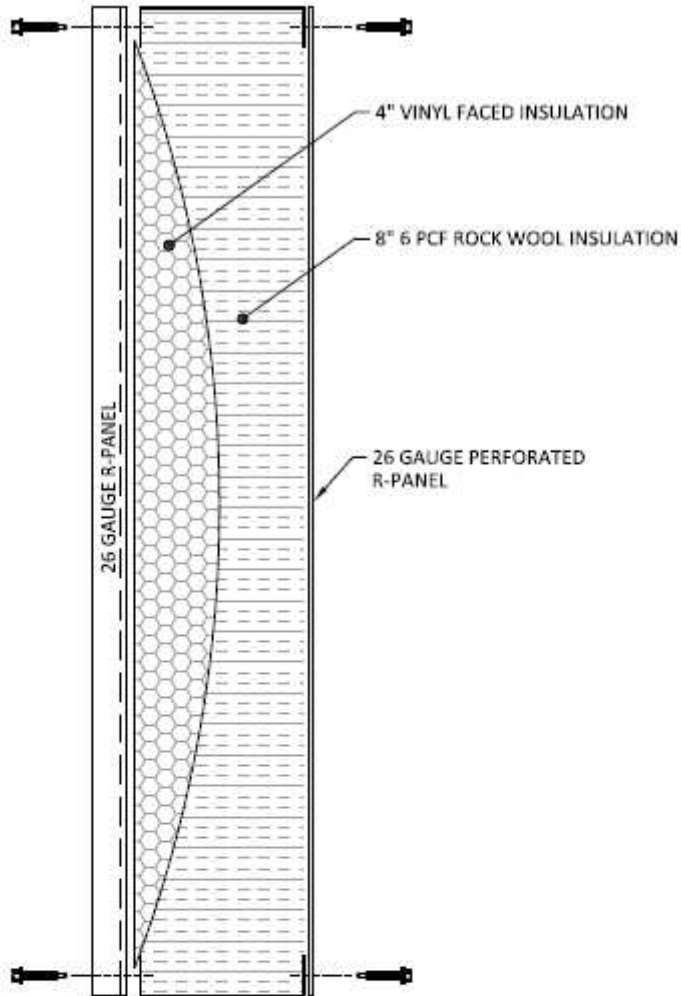 4" VINYL FACED INSULATION
8" 6 PCF ROCK WOOL INSULATION
26 GAUGE R-PANEL
26 GAUGE PERFORATED
R-PANEL